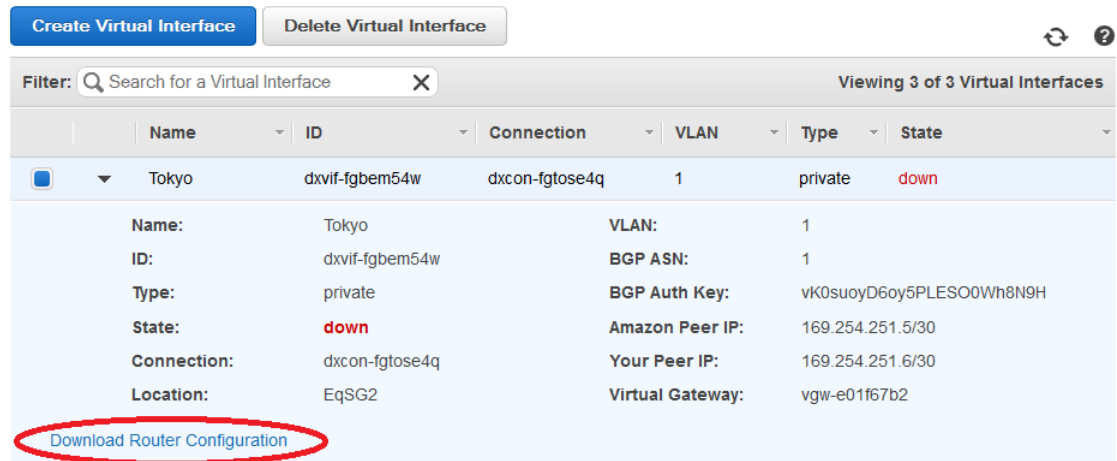 Create Virtual Interface Delete Virtual Interface
Filter: Search for a Virtual Interface Viewing 3 of 3 Virtual Interfaces
Name ID Connection VLAN Type State
Tokyo dxvif-fgbem54w dxcon-fgtose4q 1 private down
Name: Tokyo VLAN: 1
ID: dxvif-fgbem54w BGP ASN: 1
Type: private BGP Auth Key: vK0suoyD6oy5PLESO0Wh8N9H
State: down Amazon Peer IP: 169.254.251.5/30
Connection: dxcon-fgtose4q Your Peer IP: 169.254.251.6/30
Location: EqSG2 Virtual Gateway: vgw-e01f67b2
Download Router Configuration